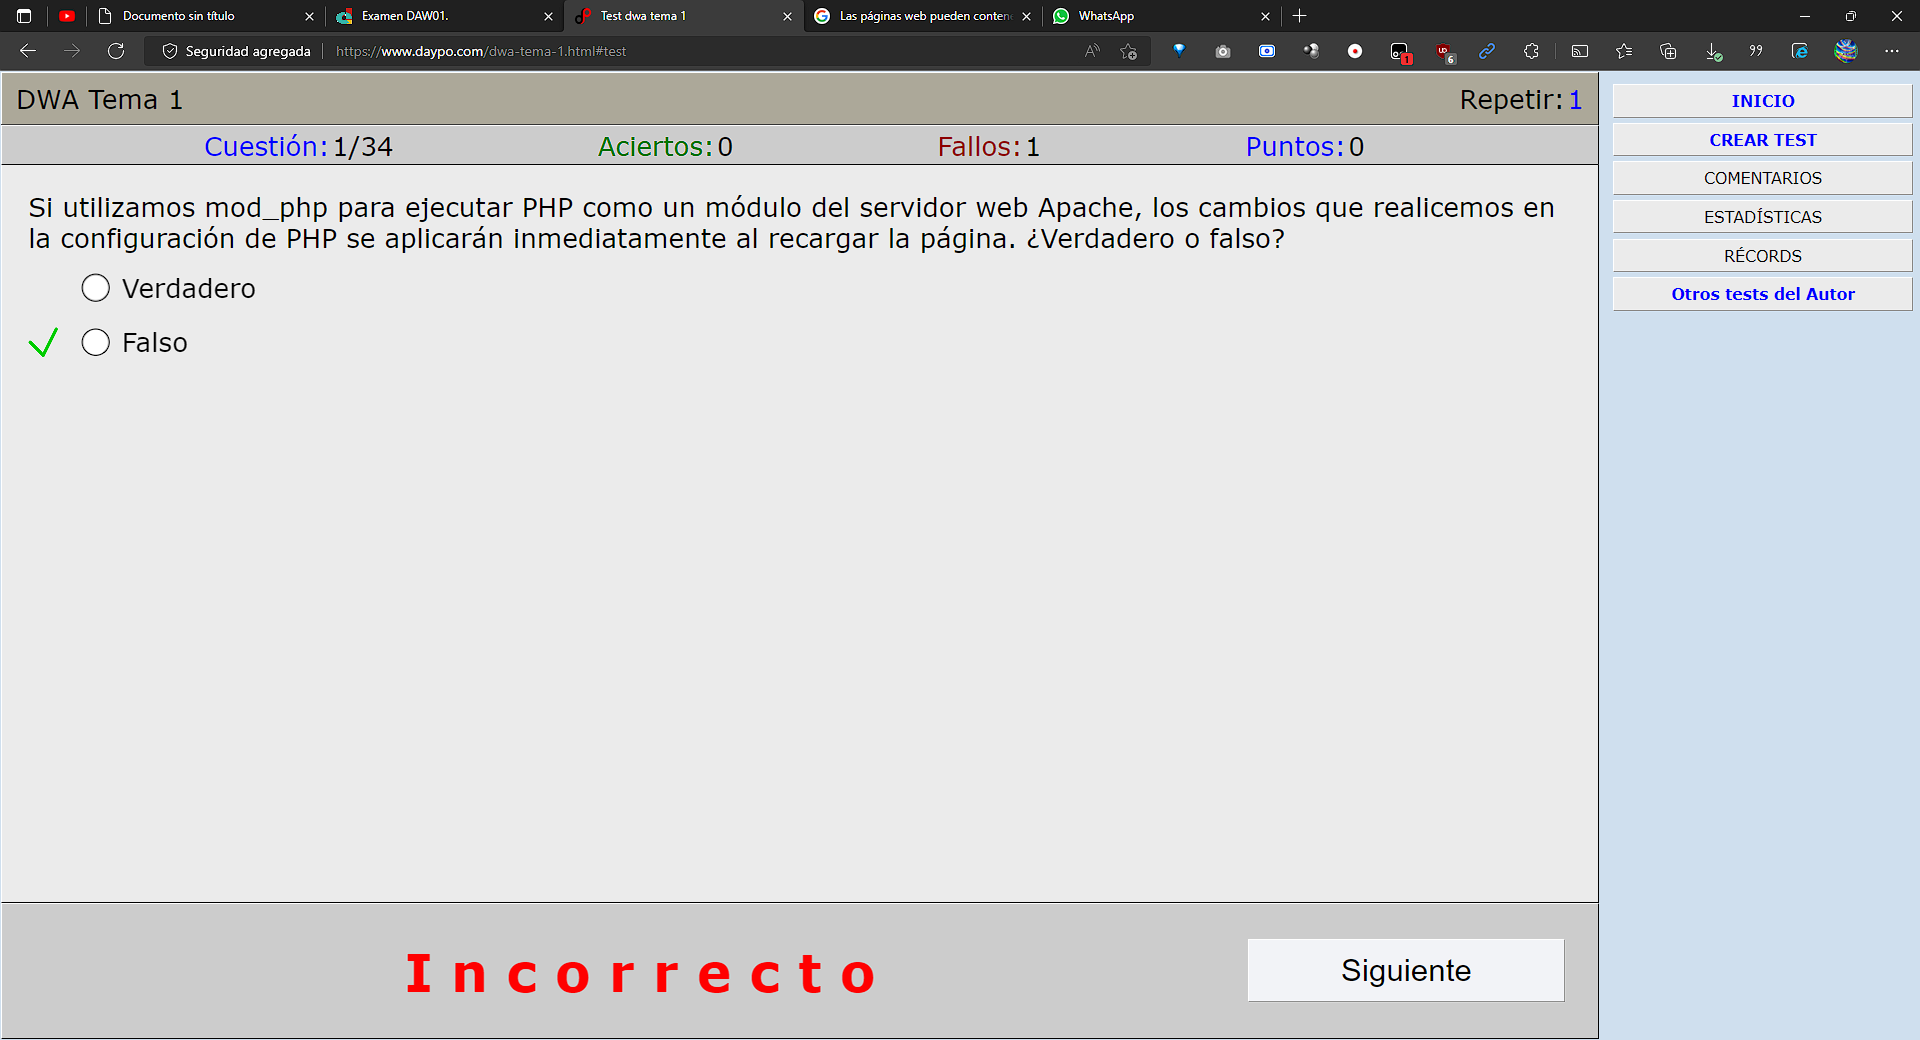 Documento sin título
Examen DAW01.
Test dwa tema 1
Las páginas web pueden conten
WhatsApp
Seguridad agregada
https://www.daypo.com/dwa-tema-1.html#test
1
6
DWA Tema 1
Repetir: 1
Cuestión: 1/34
Aciertos: 0
Fallos: 1
Puntos: 0
Si utilizamos mod_php para ejecutar PHP como un módulo del servidor web Apache, los cambios que realicemos en
la configuración de PHP se aplicarán inmediatamente al recargar la página. ¿Verdadero o falso?
Verdadero
Falso
Incorrecto
Siguiente
INICIO
CREAR TEST
COMENTARIOS
ESTADÍSTICAS
RÉCORDS
Otros tests del Autor